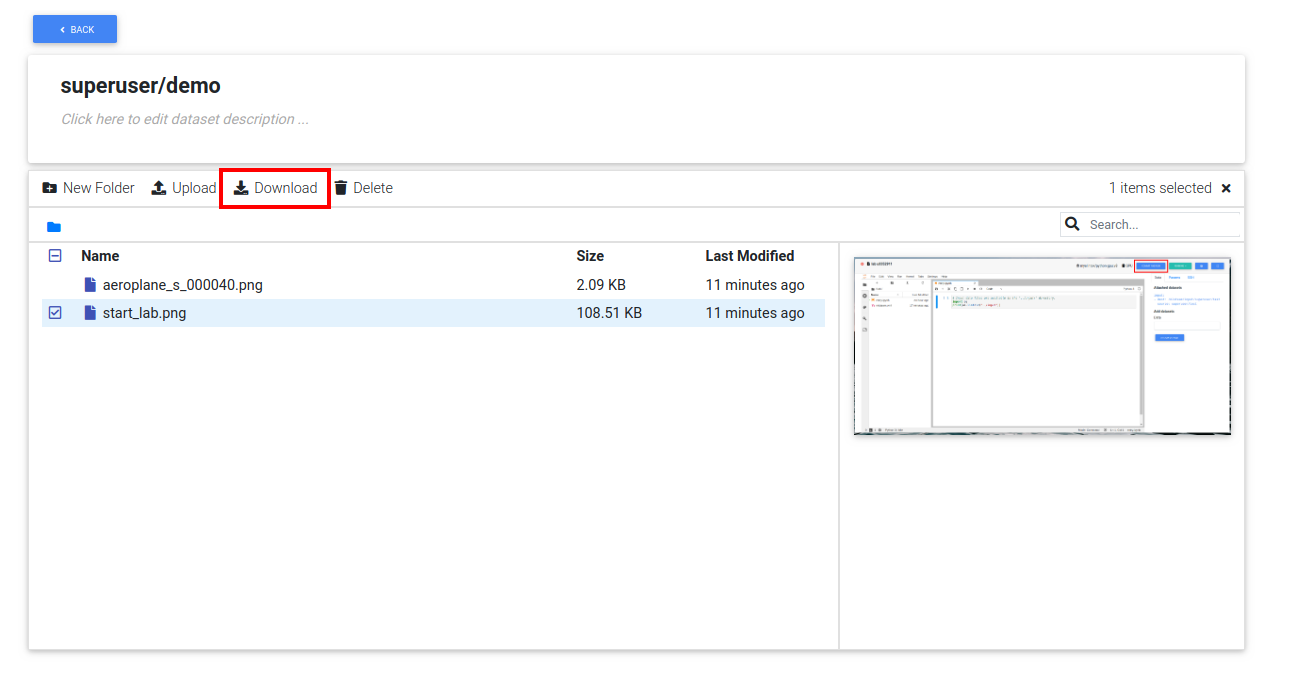 BACK
superuser/demo
Click here to edit dataset description ...
New Folder Upload Download Delete 1 items selected
Search...
Name Size Last Modified
aeroplane_s_000040.png 2.09 KB 11 minutes ago
start_lab.png 108.51 KB 11 minutes ago